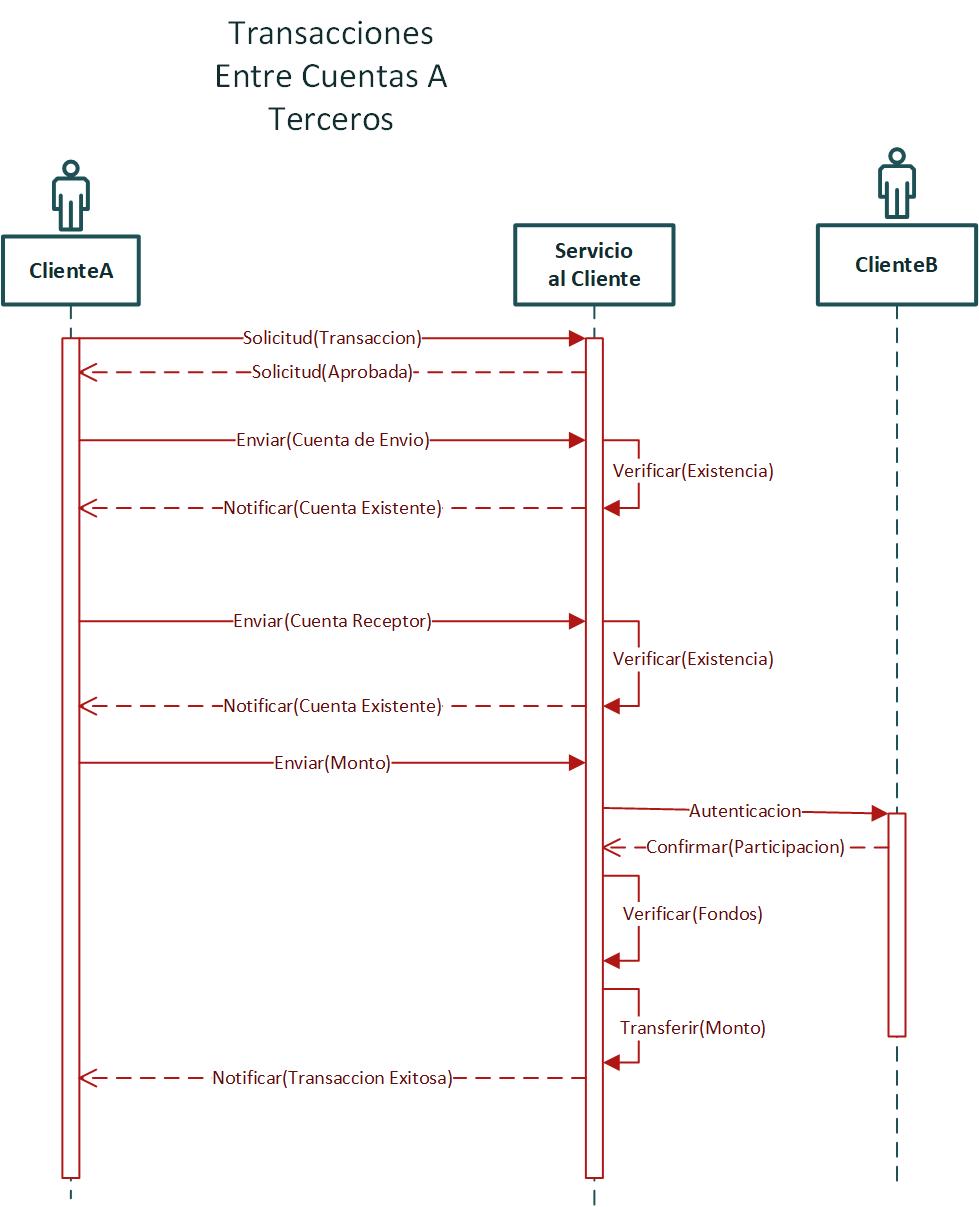 Transacciones
Entre Cuentas A
Terceros
ClienteA
Servicio
al Cliente
ClienteB
Solicitud(Transaccion)
Solicitud(Aprobada)
Enviar(Cuenta de Envio)
Verificar(Existencia)
Notificar(Cuenta Existente)
Enviar(Cuenta Receptor)
Verificar(Existencia)
Notificar(Cuenta Existente)
Enviar(Monto)
Autenticacion
Confirmar(Participacion)
Verificar(Fondos)
Transferir(Monto)
Notificar(Transaccion Exitosa)